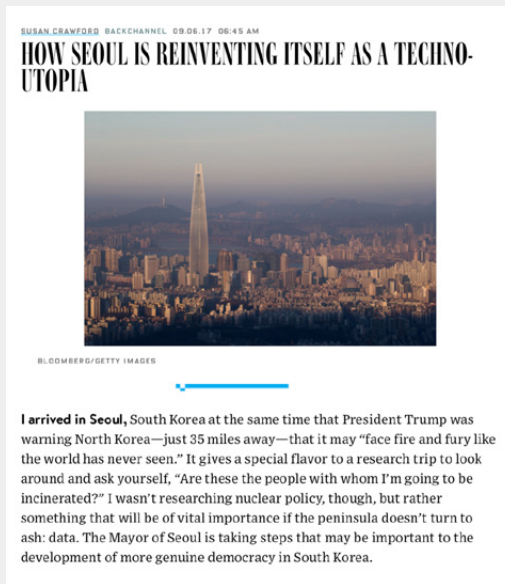 SUSAN CRAWFORD BACKCHANNEL 09.06.17 06:45 AM
HOW SEOUL IS REINVENTING ITSELF AS A TECHNO-
UTOPIA
BLOOMBERG/GETTY IMAGES
I arrived in Seoul, South Korea at the same time that President Trump was
warning North Korea—just 35 miles away—that it may “face fire and fury like
the world has never seen.” It gives a special flavor to a research trip to look
around and ask yourself, “Are these the people with whom I’m going to be
incinerated?” I wasn’t researching nuclear policy, though, but rather
something that will be of vital importance if the peninsula doesn’t turn to
ash: data. The Mayor of Seoul is taking steps that may be important to the
development of more genuine democracy in South Korea.